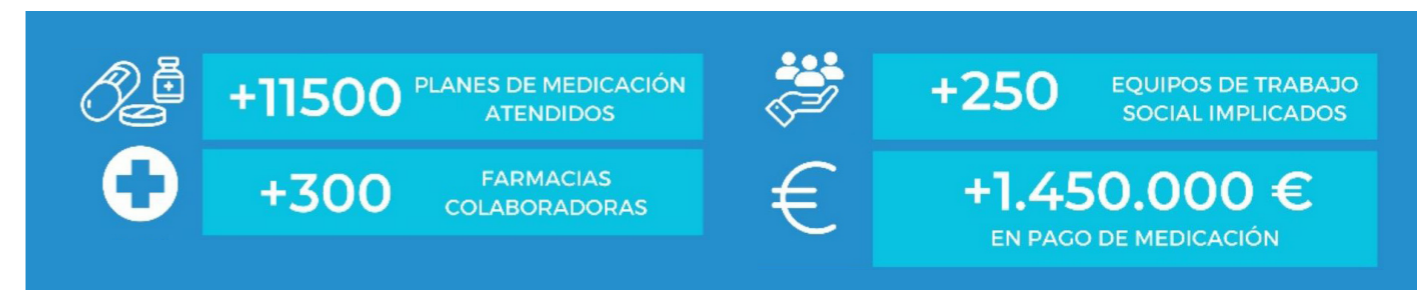 +11500 PLANES DE MEDICACIÓN
ATENDIDOS
+300 FARMACIAS
COLABORADORAS
+250 EQUIPOS DE TRABAJO
SOCIAL IMPLICADOS
€
+1.450.000 €
EN PAGO DE MEDICACIÓN